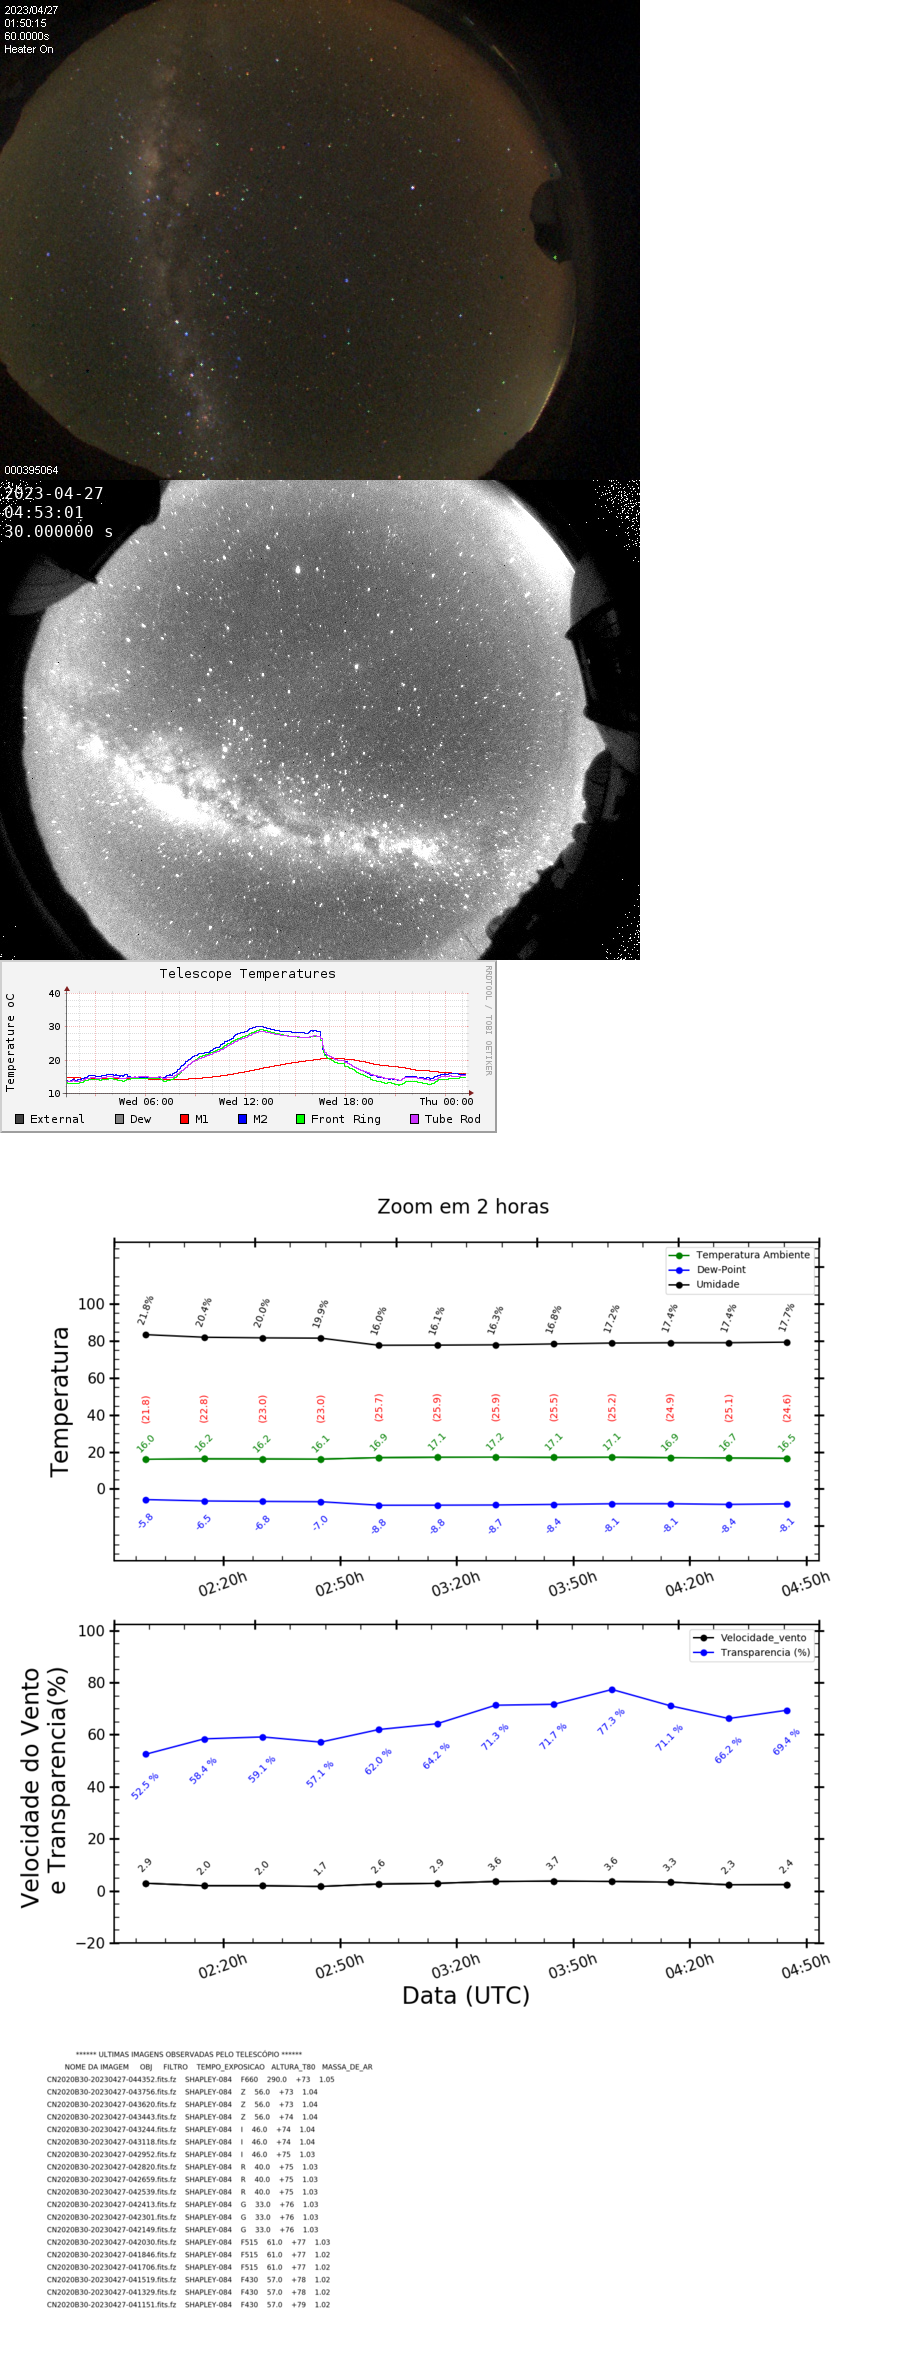 2023/04/27
01:50:15
60.0000s
Heater On
000395064
2023-04-27
04:53:01
30.000000 s
Telescope Temperatures
RRDTOOL / TOBI OETIKER
Temperature oC
40
30
20
10
Wed 06:00 Wed 12:00 Wed 18:00 Thu 00:00
External Dew M1 M2 Front Ring Tube Rod
Zoom em 2 horas
Temperatura Ambiente
Dew-Point
Umidade
Temperatura
100
80
60
40
20
0
21.8% 20.4% 20.0% 19.9% 16.0% 16.1% 16.3% 16.8% 17.2% 17.4% 17.4% 17.7%
(21.8) (22.8) (23.0) (23.0) (25.7) (25.9) (25.9) (25.5) (25.2) (24.9) (25.1) (24.6)
16.0 16.2 16.2 16.1 16.9 17.1 17.2 17.1 17.1 16.9 16.7 16.5
-5.8 -6.5 -6.8 -7.0 -8.8 -8.8 -8.7 -8.4 -8.1 -8.1 -8.4 -8.1
02:20h 02:50h 03:20h 03:50h 04:20h 04:50h
Velocidade_vento
Transparencia (%)
Velocidade do Vento
e Transparencia(%)
100
80
60
40
20
0
−20
52.5 % 58.4 % 59.1 % 57.1 % 62.0 % 64.2 % 71.3 % 71.7 % 77.3 % 71.1 % 66.2 % 69.4 %
2.9 2.0 2.0 1.7 2.6 2.9 3.6 3.7 3.6 3.3 2.3 2.4
02:20h 02:50h 03:20h 03:50h 04:20h 04:50h
Data (UTC)
****** ULTIMAS IMAGENS OBSERVADAS PELO TELESCÓPIO ******
NOME DA IMAGEM OBJ FILTRO TEMPO_EXPOSICAO ALTURA_T80 MASSA_DE_AR
CN2020B30-20230427-044352.fits.fz SHAPLEY-084 F660 290.0 +73 1.05
CN2020B30-20230427-043756.fits.fz SHAPLEY-084 Z 56.0 +73 1.04
CN2020B30-20230427-043620.fits.fz SHAPLEY-084 Z 56.0 +73 1.04
CN2020B30-20230427-043443.fits.fz SHAPLEY-084 Z 56.0 +74 1.04
CN2020B30-20230427-043244.fits.fz SHAPLEY-084 I 46.0 +74 1.04
CN2020B30-20230427-043118.fits.fz SHAPLEY-084 I 46.0 +74 1.04
CN2020B30-20230427-042952.fits.fz SHAPLEY-084 I 46.0 +75 1.03
CN2020B30-20230427-042820.fits.fz SHAPLEY-084 R 40.0 +75 1.03
CN2020B30-20230427-042659.fits.fz SHAPLEY-084 R 40.0 +75 1.03
CN2020B30-20230427-042539.fits.fz SHAPLEY-084 R 40.0 +75 1.03
CN2020B30-20230427-042413.fits.fz SHAPLEY-084 G 33.0 +76 1.03
CN2020B30-20230427-042301.fits.fz SHAPLEY-084 G 33.0 +76 1.03
CN2020B30-20230427-042149.fits.fz SHAPLEY-084 G 33.0 +76 1.03
CN2020B30-20230427-042030.fits.fz SHAPLEY-084 F515 61.0 +77 1.03
CN2020B30-20230427-041846.fits.fz SHAPLEY-084 F515 61.0 +77 1.02
CN2020B30-20230427-041706.fits.fz SHAPLEY-084 F515 61.0 +77 1.02
CN2020B30-20230427-041519.fits.fz SHAPLEY-084 F430 57.0 +78 1.02
CN2020B30-20230427-041329.fits.fz SHAPLEY-084 F430 57.0 +78 1.02
CN2020B30-20230427-041151.fits.fz SHAPLEY-084 F430 57.0 +79 1.02